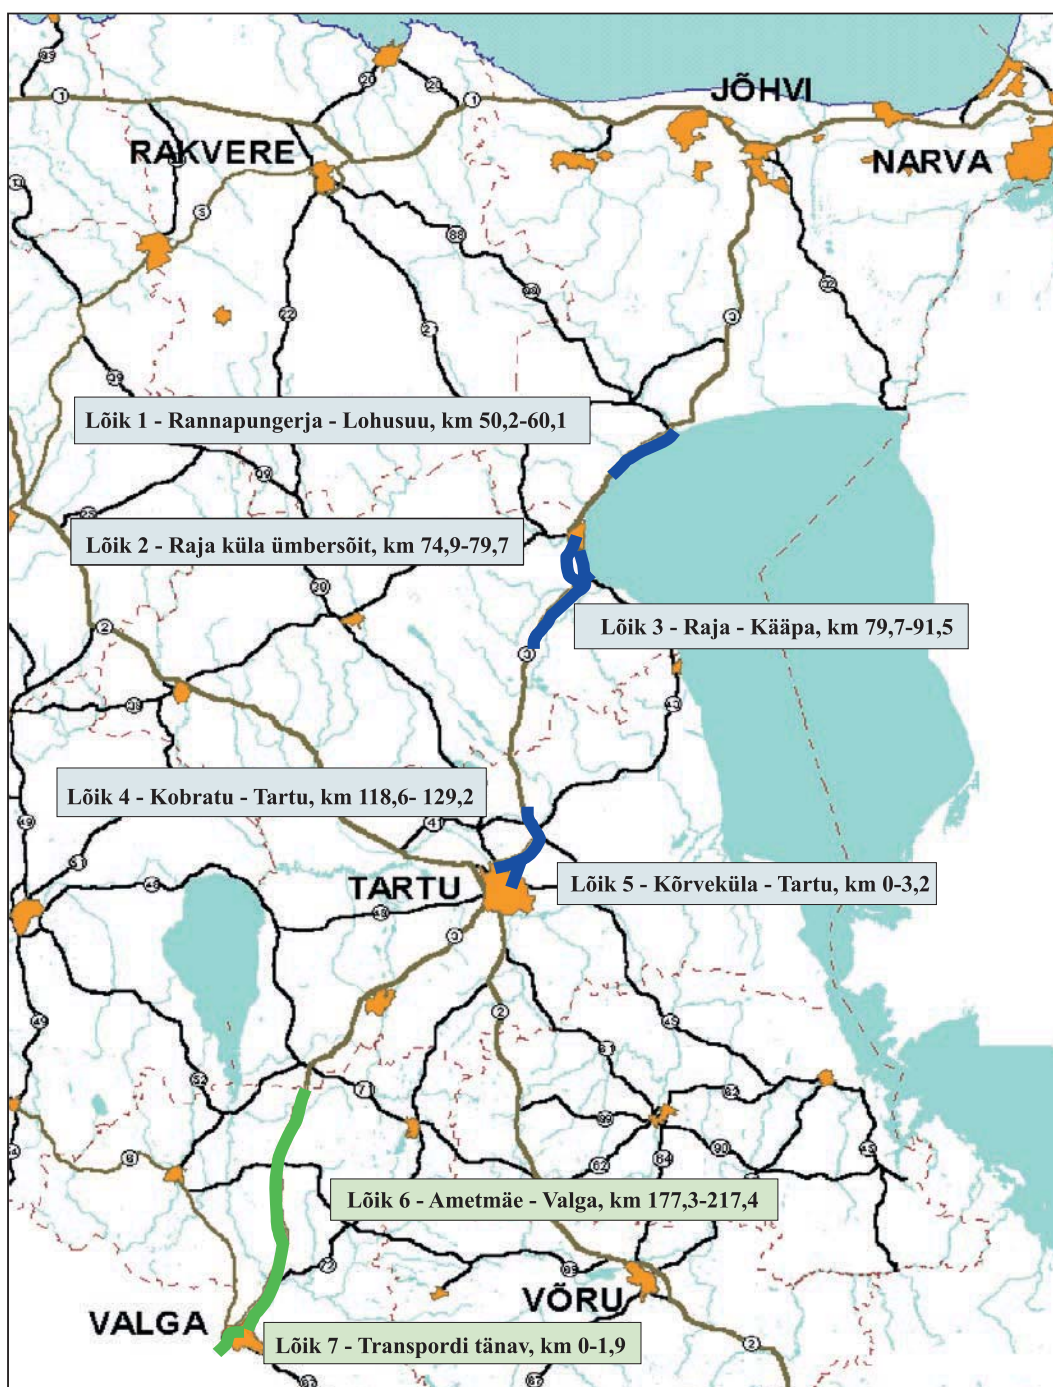 JÕHVI
RAKVERE
NARVA
Lõik 1 - Rannapungerja - Lohusuu, km 50,2-60,1
Lõik 2 - Raja küla ümbersõit, km 74,9-79,7
Lõik 3 - Raja - Kääpa, km 79,7-91,5
Lõik 4 - Kobratu - Tartu, km 118,6- 129,2
TARTU
Lõik 5 - Kõrveküla - Tartu, km 0-3,2
Lõik 6 - Ametmäe - Valga, km 177,3-217,4
VÕRU
VALGA
Lõik 7 - Transpordi tänav, km 0-1,9